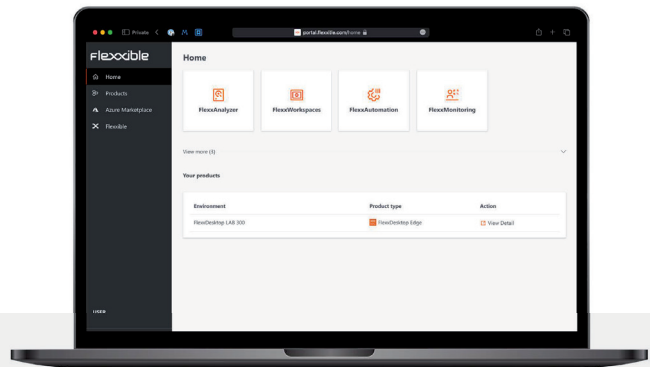 Private
portal.flexxible.com/home
Flexxible
Home
Home
Products
Azure Marketplace
Flexxible
FlexxAnalyzer
FlexxWorkspaces
FlexxAutomation
FlexxMonitoring
View more (5)
Your products
Environment
Product type
Action
FlexxDesktop LAB 300
FlexxDesktop Edge
View Detail
USER